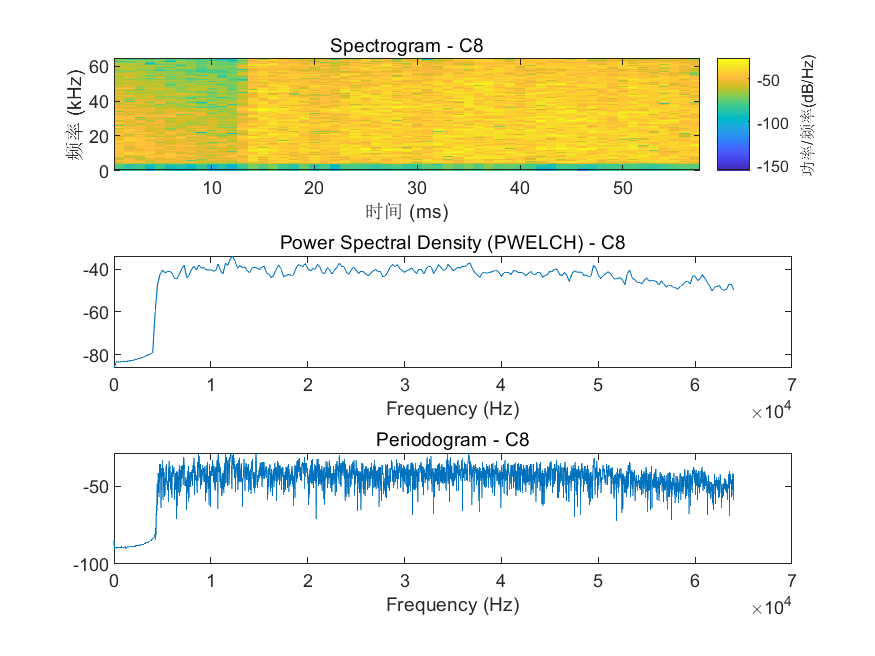 Spectrogram - C8
60
40
20
0
频率 (kHz)
10 20 30 40 50
时间 (ms)
-50
-100
-150
功率/频率(dB/Hz)
Power Spectral Density (PWELCH) - C8
-40
-60
-80
0 1 2 3 4 5 6 7
Frequency (Hz)
×10^4
Periodogram - C8
-50
-100
0 1 2 3 4 5 6 7
Frequency (Hz)
×10^4